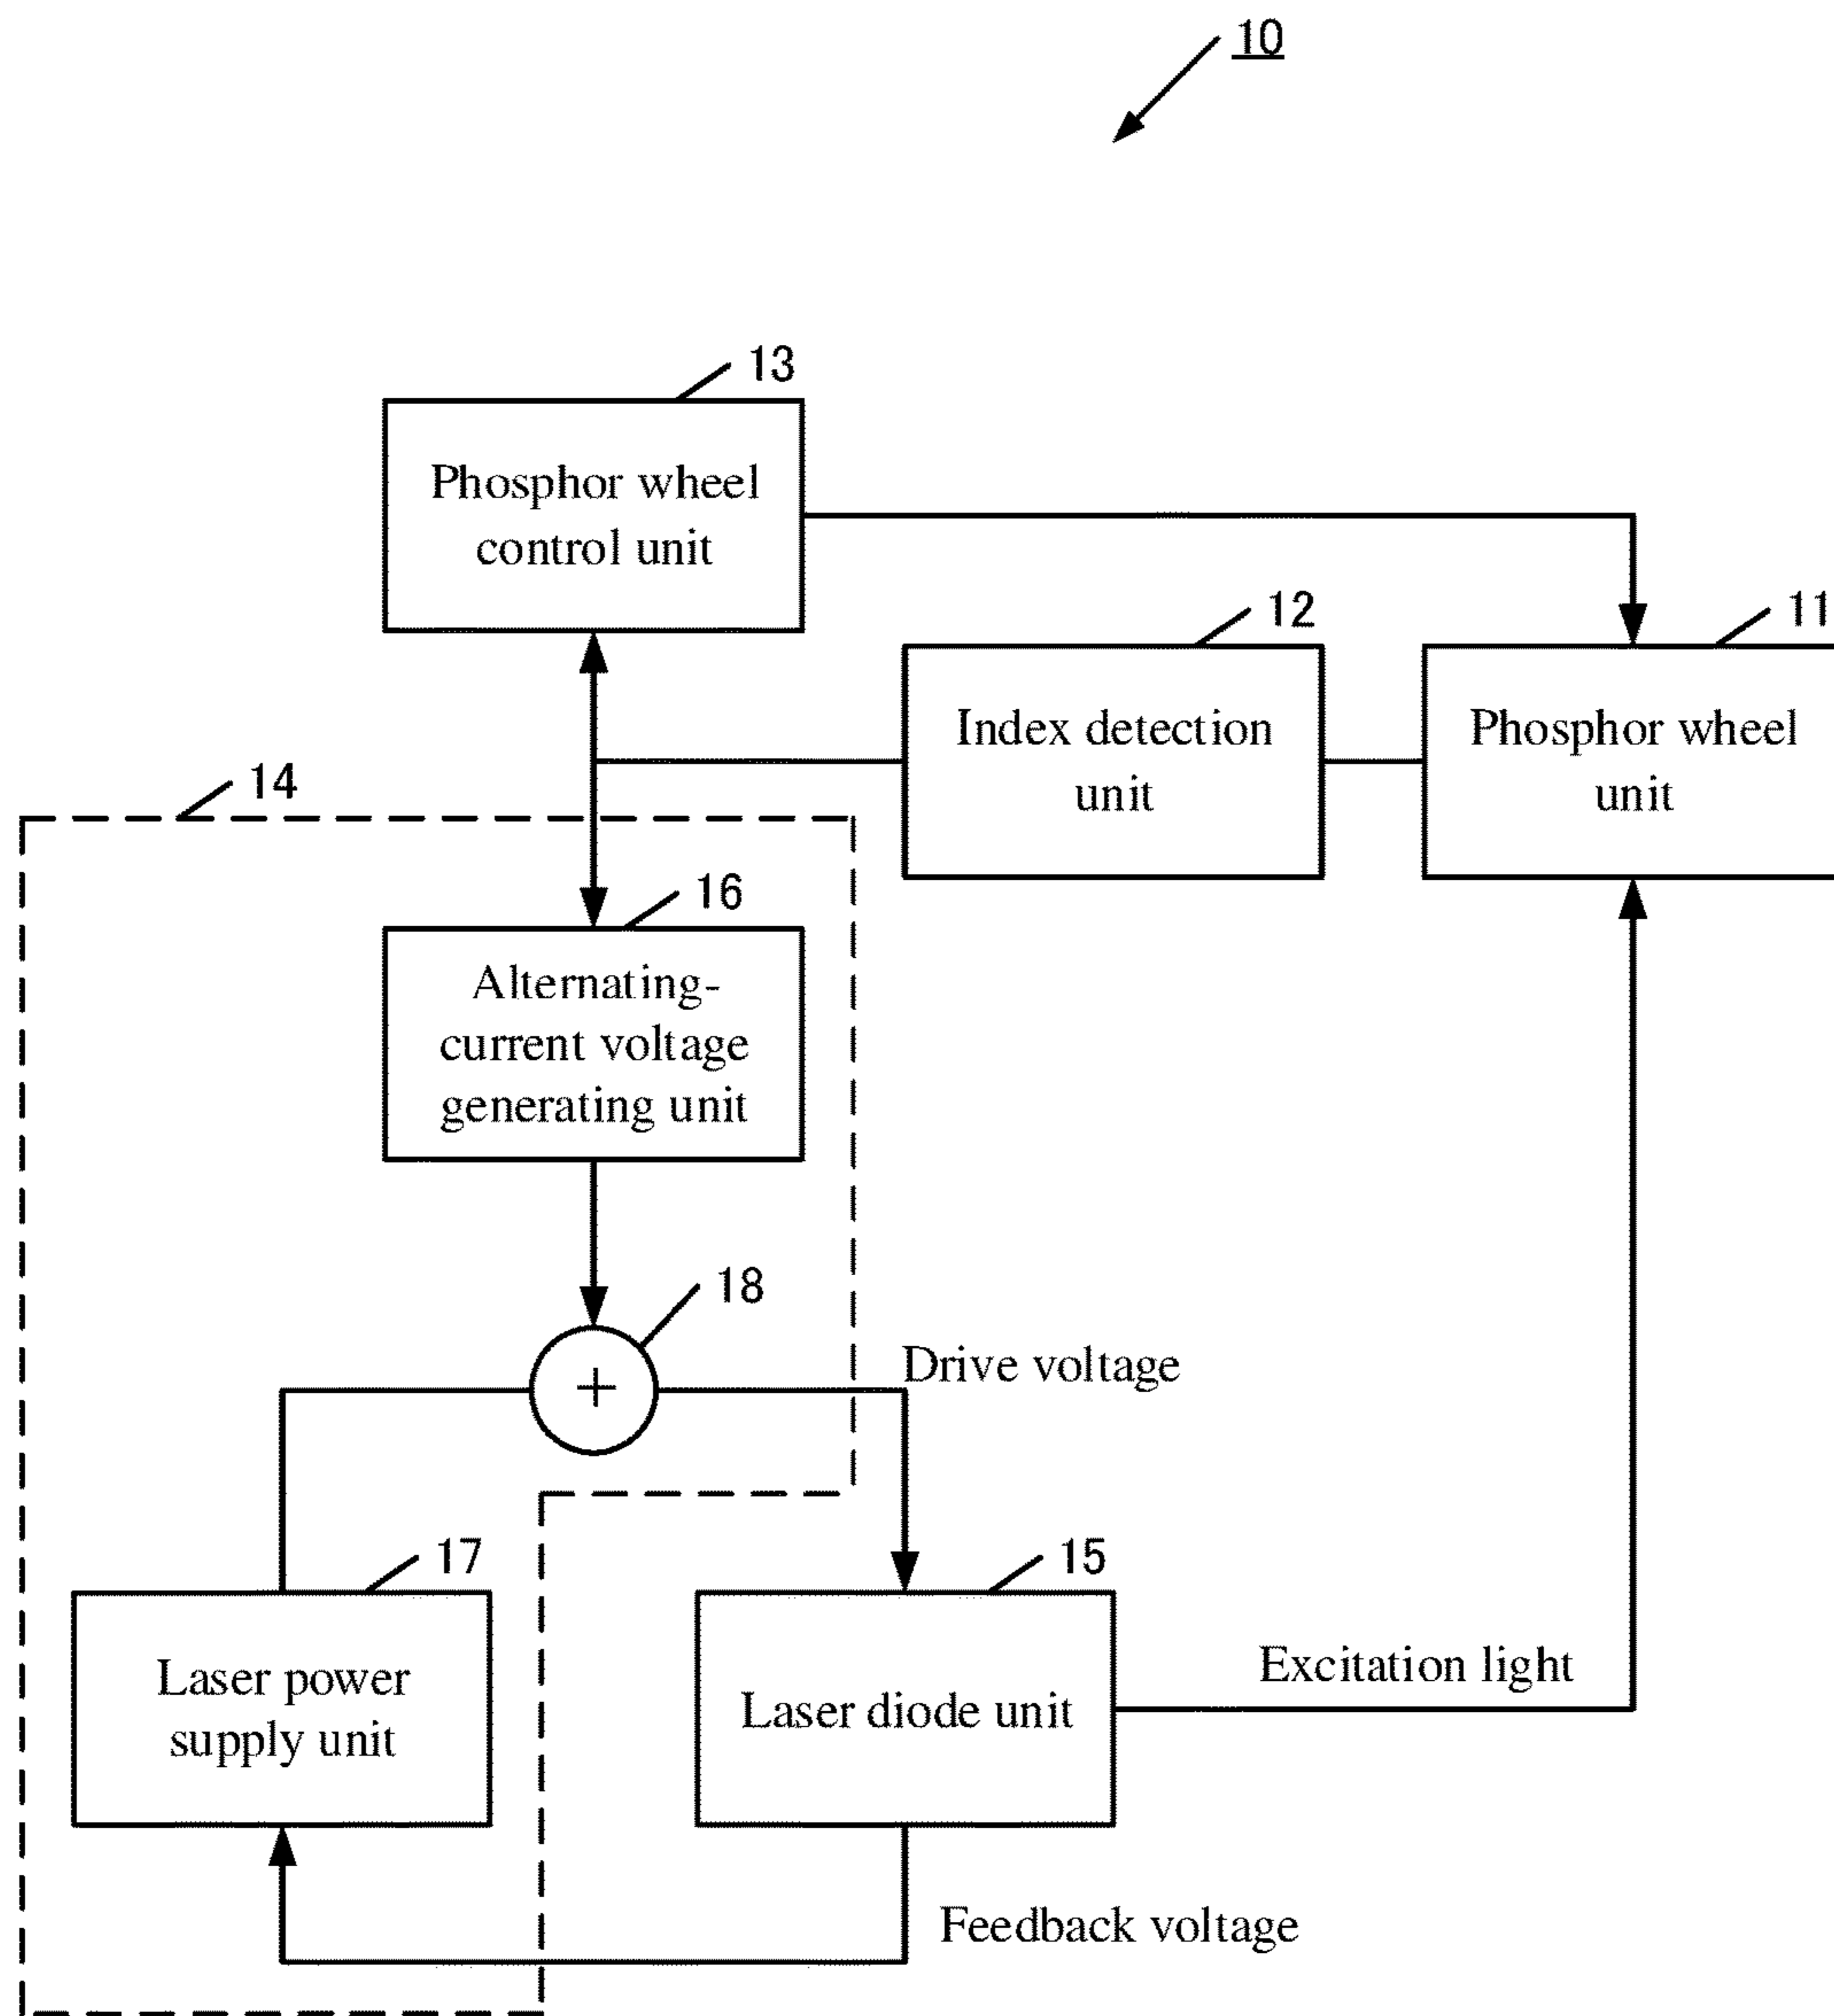 10
13
Phosphor wheel
control unit
12
11
Index detection
unit
Phosphor wheel
unit
14
16
Alternating-
current voltage
generating unit
18
+
Drive voltage
17
15
Laser power
supply unit
Laser diode unit
Excitation light
Feedback voltage